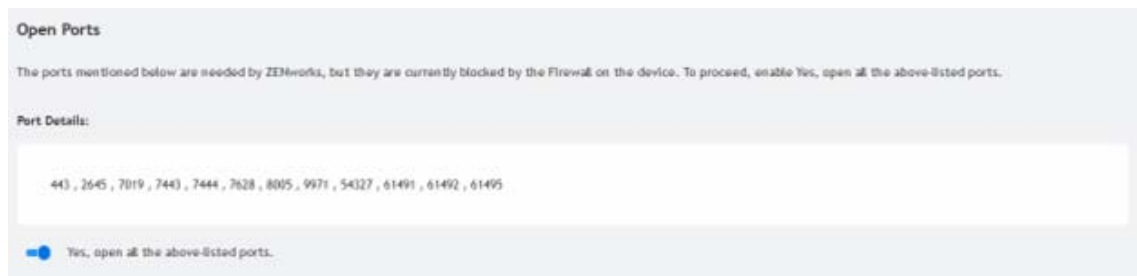 Open Ports
The ports mentioned below are needed by ZENworks, but they are currently blocked by the Firewall on the device. To proceed, enable Yes, open all the above-listed ports.
Port Details:
443 , 2645 , 7019 , 7443 , 7444 , 7628 , 8005 , 9971 , 54327 , 61491 , 61492 , 61495
Yes, open all the above-listed ports.